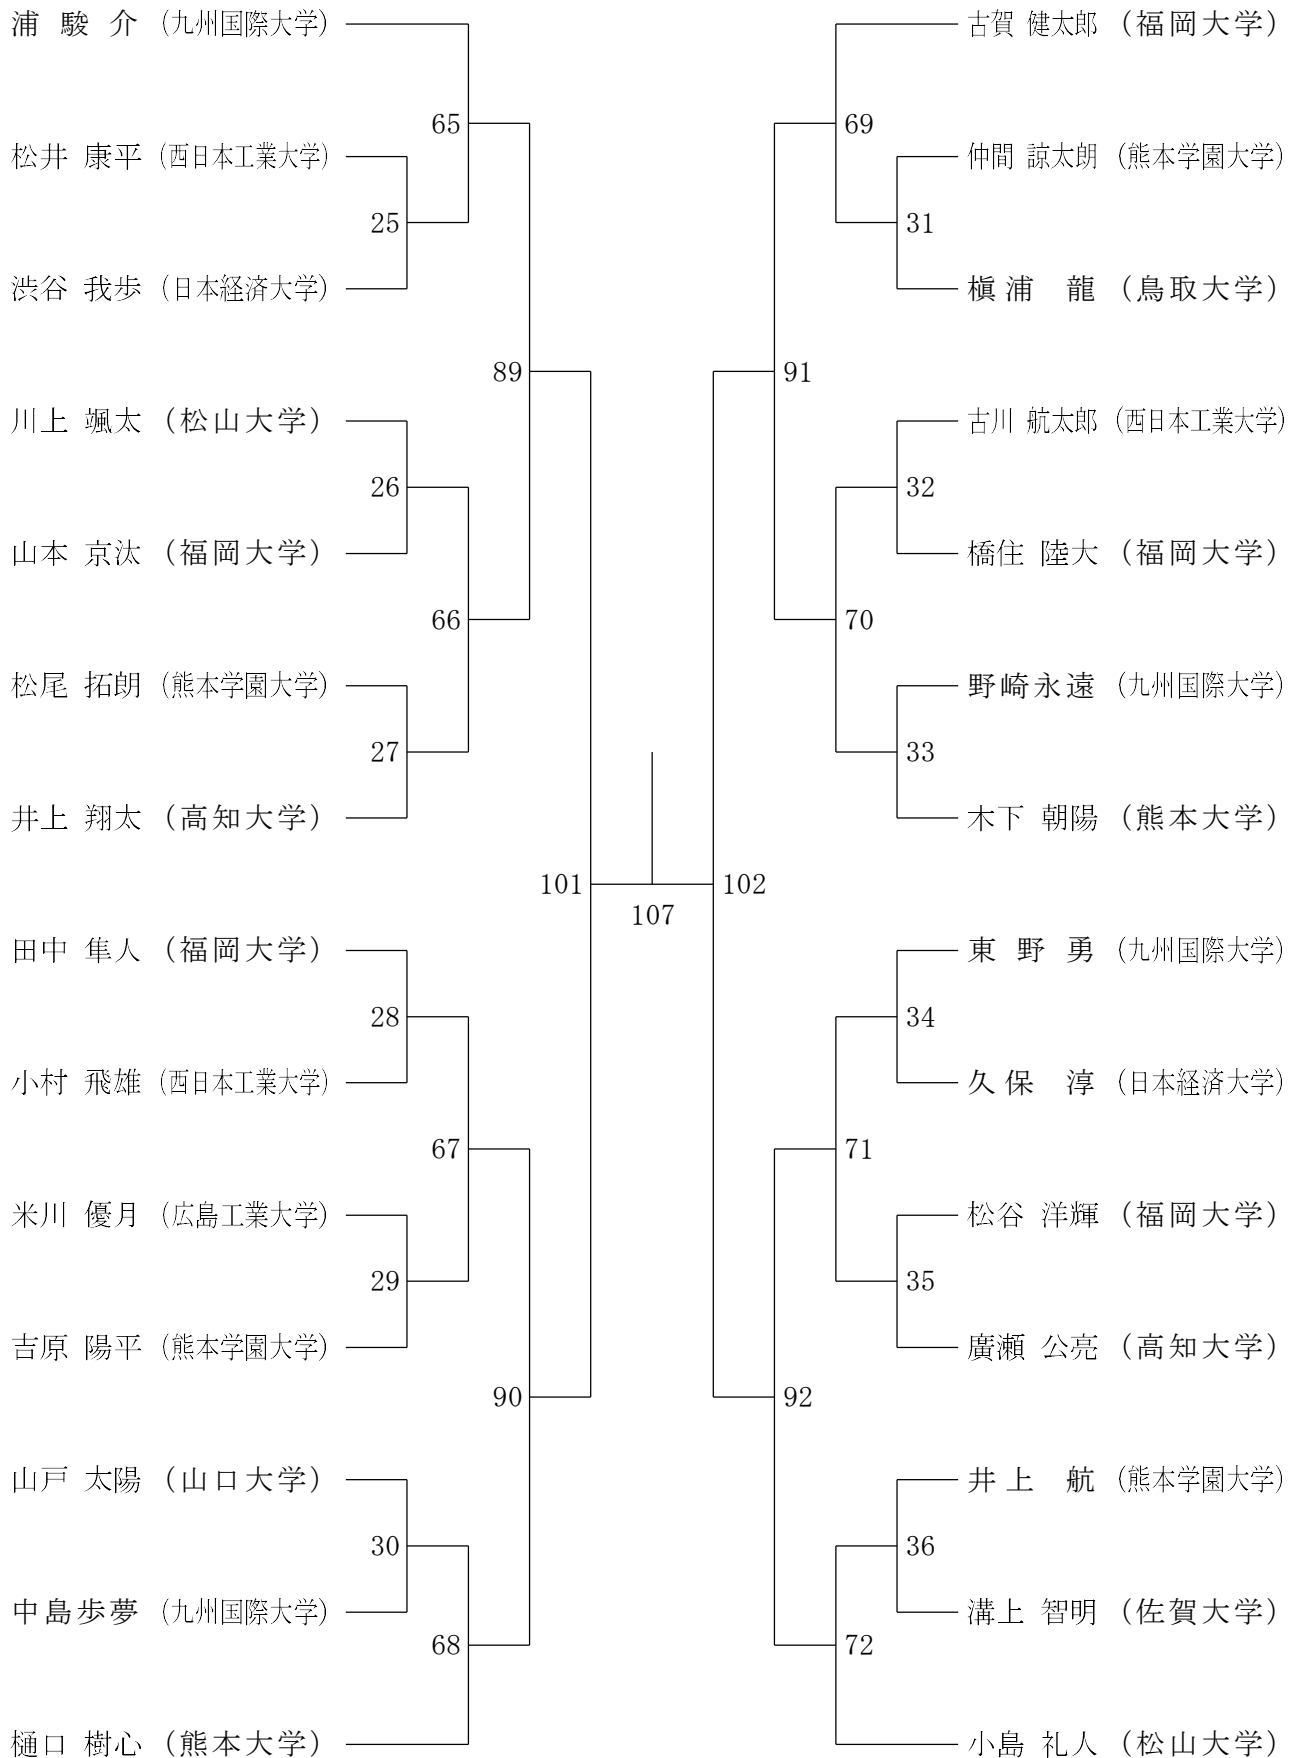 浦 駿 介 (九州国際大学)
65
松井 康平 (西日本工業大学)
25
渋谷 我歩 (日本経済大学)
89
川上 颯太 (松山大学)
26
山本 京汰 (福岡大学)
66
松尾 拓朗 (熊本学園大学)
27
井上 翔太 (高知大学)
101
田中 隼人 (福岡大学)
28
小村 飛雄 (西日本工業大学)
67
米川 優月 (広島工業大学)
29
吉原 陽平 (熊本学園大学)
90
山戸 太陽 (山口大学)
30
中島歩夢 (九州国際大学)
68
樋口 樹心 (熊本大学)
107
古賀 健太郎 (福岡大学)
69
仲間 諒太朗 (熊本学園大学)
31
槇浦 龍 (鳥取大学)
91
古川 航太郎 (西日本工業大学)
32
橋住 陸大 (福岡大学)
70
野崎永遠 (九州国際大学)
33
木下 朝陽 (熊本大学)
102
東 野 勇 (九州国際大学)
34
久保 淳 (日本経済大学)
71
松谷 洋輝 (福岡大学)
35
廣瀬 公亮 (高知大学)
92
井上 航 (熊本学園大学)
36
溝上 智明 (佐賀大学)
72
小島 礼人 (松山大学)